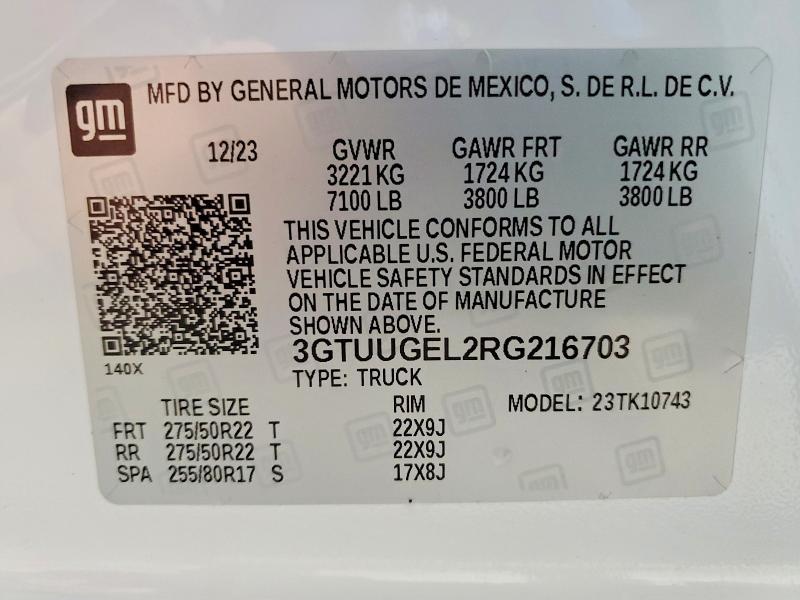 gm
MFD BY GENERAL MOTORS DE MEXICO, S. DE R.L. DE C.V.
12/23 GVWR GAWR FRT GAWR RR
3221 KG 1724 KG 1724 KG
7100 LB 3800 LB 3800 LB
THIS VEHICLE CONFORMS TO ALL
APPLICABLE U.S. FEDERAL MOTOR
VEHICLE SAFETY STANDARDS IN EFFECT
ON THE DATE OF MANUFACTURE
SHOWN ABOVE.
140X
3GTUUGEL2RG216703
TYPE: TRUCK
TIRE SIZE RIM MODEL: 23TK10743
FRT 275/50R22 T 22X9J
RR 275/50R22 T 22X9J
SPA 255/80R17 S 17X8J